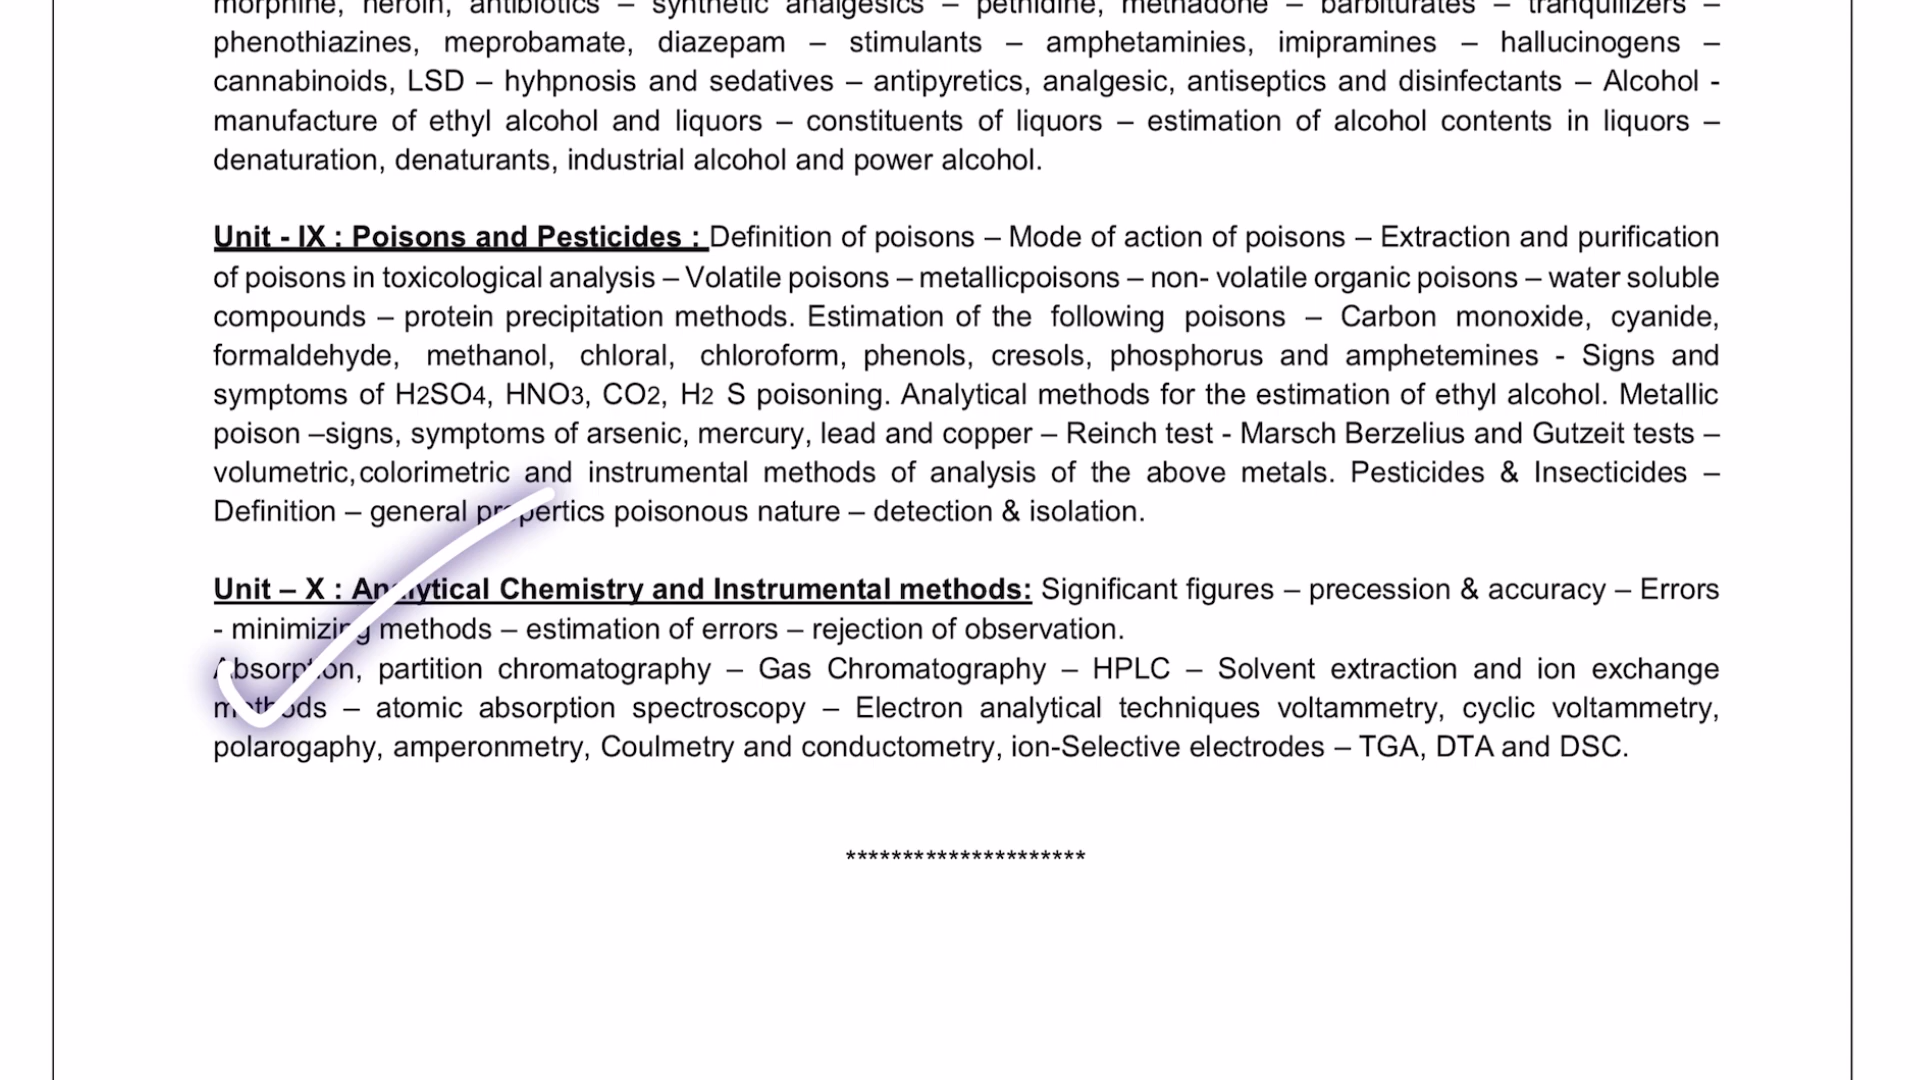 morphine, heroin, antibiotics – synthetic analgesics – pethidine, methadone – barbiturates – tranquilizers –
phenothiazines, meprobamate, diazepam – stimulants – amphetaminies, imipramines – hallucinogens –
cannabinoids, LSD – hyhpnosis and sedatives – antipyretics, analgesic, antiseptics and disinfectants – Alcohol -
manufacture of ethyl alcohol and liquors – constituents of liquors – estimation of alcohol contents in liquors –
denaturation, denaturants, industrial alcohol and power alcohol.
Unit - IX : Poisons and Pesticides : Definition of poisons – Mode of action of poisons – Extraction and purification
of poisons in toxicological analysis – Volatile poisons – metallicpoisons – non- volatile organic poisons – water soluble
compounds – protein precipitation methods. Estimation of the following poisons – Carbon monoxide, cyanide,
formaldehyde, methanol, chloral, chloroform, phenols, cresols, phosphorus and amphetemines - Signs and
symptoms of H2SO4, HNO3, CO2, H2 S poisoning. Analytical methods for the estimation of ethyl alcohol. Metallic
poison –signs, symptoms of arsenic, mercury, lead and copper – Reinch test - Marsch Berzelius and Gutzeit tests –
volumetric,colorimetric and instrumental methods of analysis of the above metals. Pesticides & Insecticides –
Definition – general propertics poisonous nature – detection & isolation.
Unit – X : Analytical Chemistry and Instrumental methods: Significant figures – precession & accuracy – Errors
- minimizing methods – estimation of errors – rejection of observation.
Absorption, partition chromatography – Gas Chromatography – HPLC – Solvent extraction and ion exchange
methods – atomic absorption spectroscopy – Electron analytical techniques voltammetry, cyclic voltammetry,
polarogaphy, amperonmetry, Coulmetry and conductometry, ion-Selective electrodes – TGA, DTA and DSC.
*********************